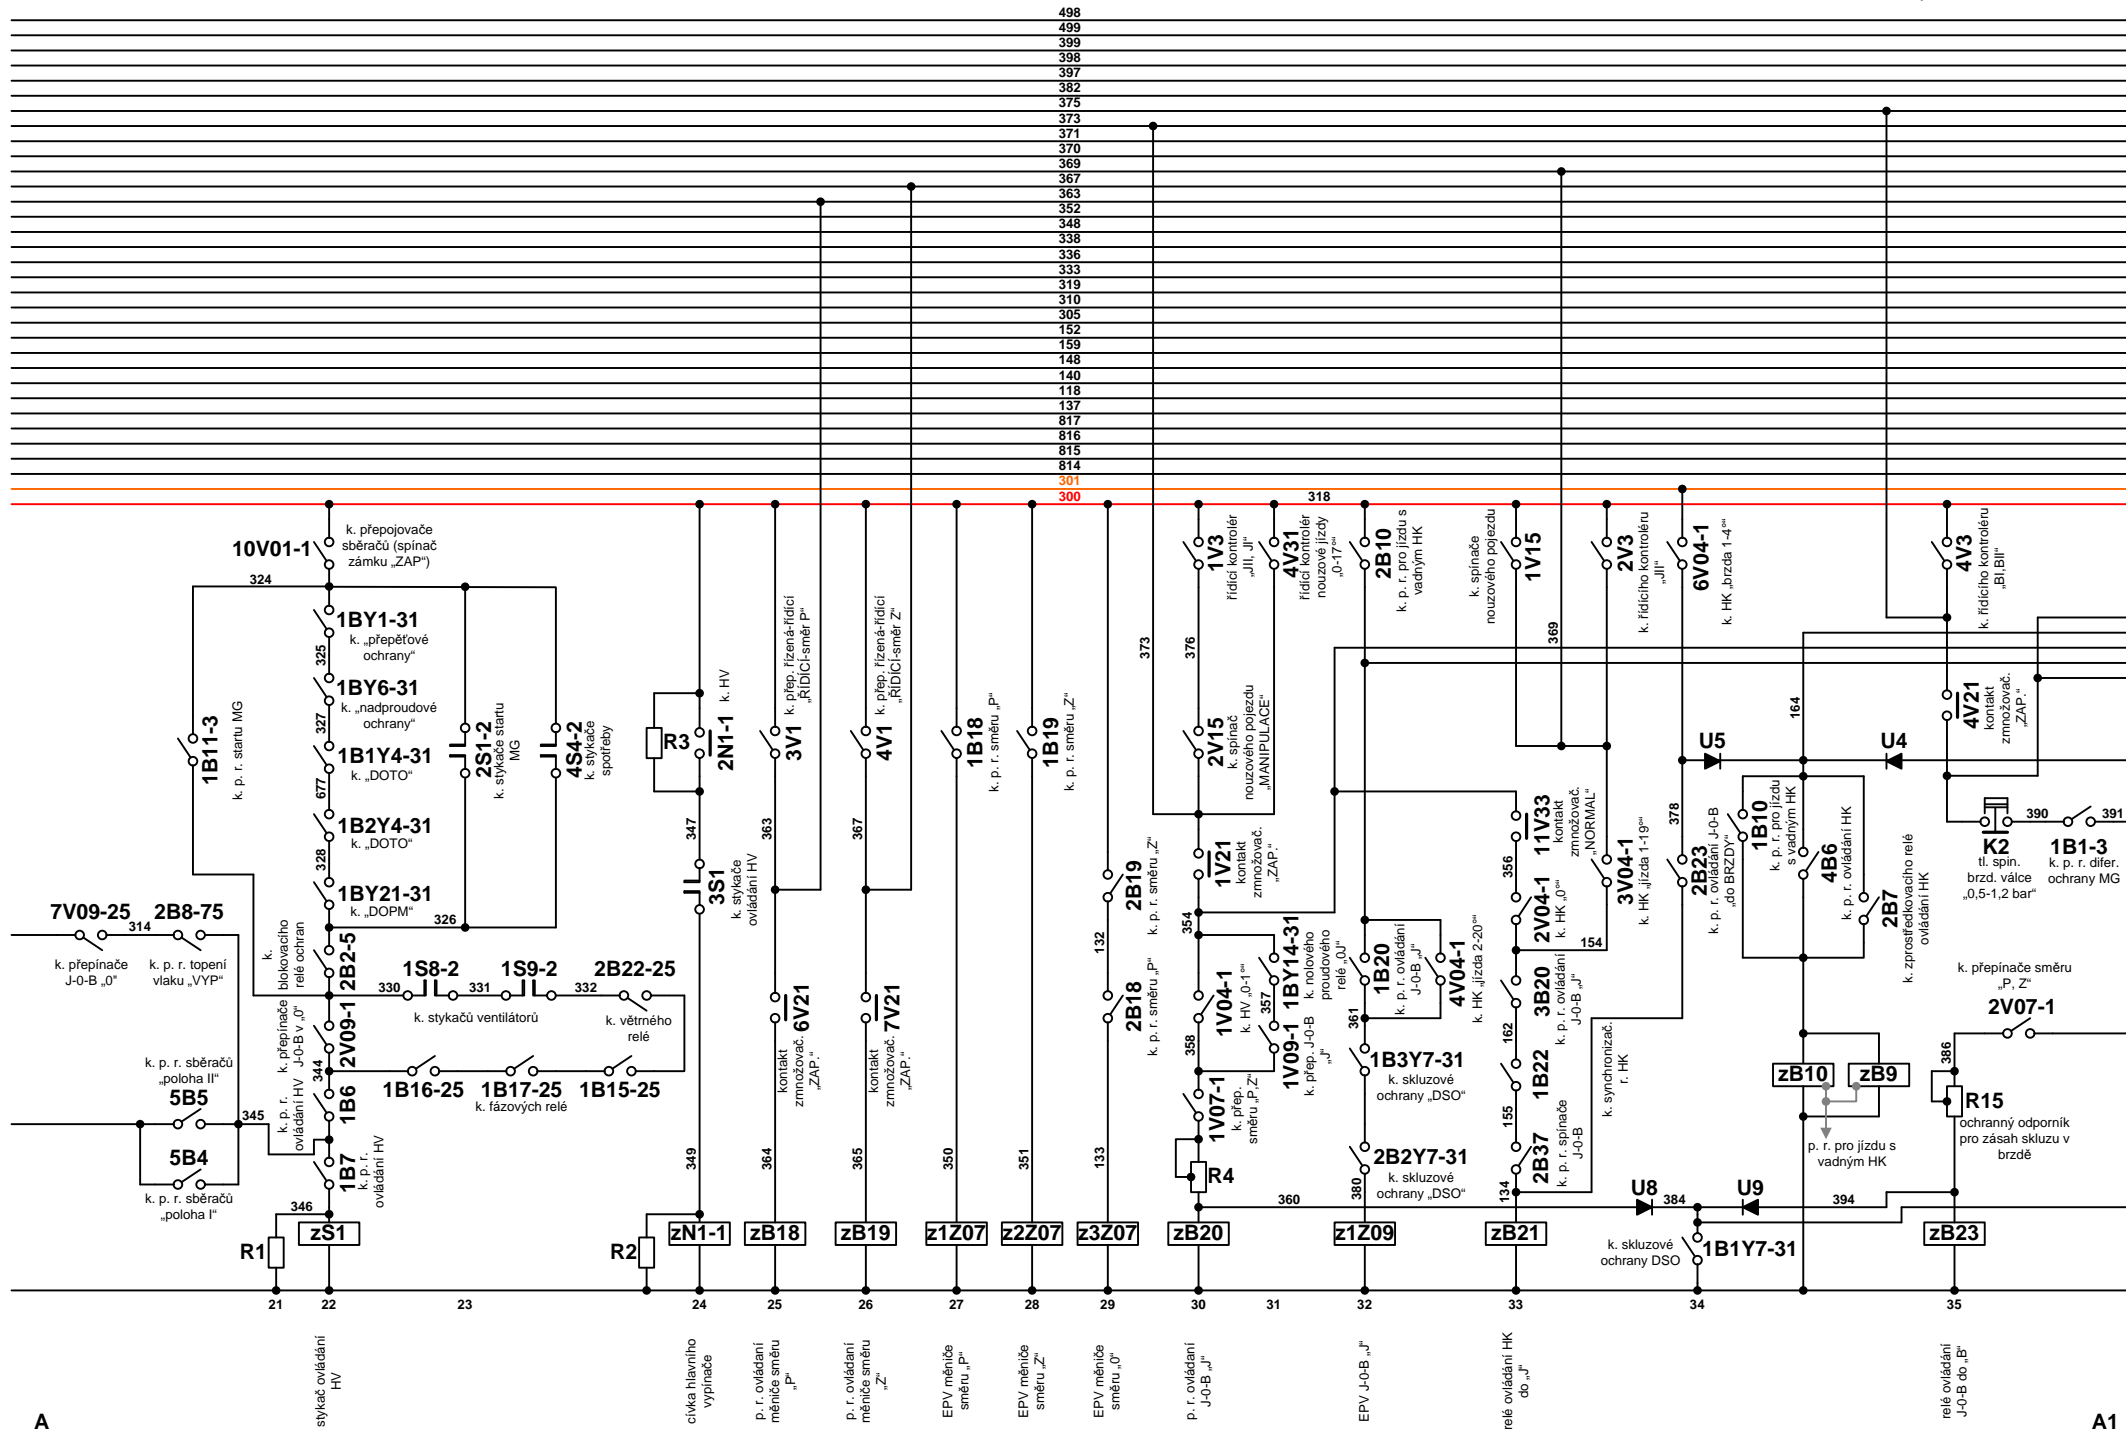 498
499
399
398
397
382
375
373
371
370
369
367
363
352
348
338
336
333
319
310
305
152
159
148
140
118
137
817
816
815
814
301
300
318
10V01-1
k. přepojovače
sběračů (spínač
zámku „ZAP“)
324
1BY1-31
k. „přepěťové
ochrany“
325
1BY6-31
k. „nadproudové
ochrany“
327
1B1Y4-31
k. „DOTO“
677
1B2Y4-31
k. „DOTO“
328
1BY21-31
k. „DOPM“
326
1B11-3
k. p. r. startu MG
2S1-2
k. stykače startu
MG
4S4-2
k. stykače
spotřeby
7V09-25
314
2B8-75
k. přepínače
J-0-B „0"
k. p. r. topení
vlaku „VYP“
k.
blokovacího
relé ochran
2B2-5
330
1S8-2
331
1S9-2
332
2B22-25
k. stykačů ventilátorů
k. větrného
relé
k. přepínače
J-0-B v „0“
2V09-1
344
1B16-25
1B17-25
1B15-25
k. fázových relé
k. p. r. sběračů
„poloha II“
5B5
345
5B4
k. p. r. sběračů
„poloha I“
k. p. r.
ovládání HV
1B6
1B7
k. p. r.
ovládání HV
346
R1
zS1
R3
2N1-1
k. HV
347
3S1
k. stykače
ovládání HV
349
R2
zN1-1
3V1
k. přep. řízená-řídící
„ŘÍDICÍ-směr P“
363
6V21
kontakt
zmnožovač.
„ZAP.“
364
zB18
4V1
k. přep. řízená-řídící
„ŘÍDICÍ-směr Z“
367
7V21
kontakt
zmnožovač.
„ZAP.“
365
zB19
1B18
k. p. r. směru „P“
350
z1Z07
1B19
k. p. r. směru „Z“
351
z2Z07
2B19
k. p. r. směru „Z“
132
2B18
k. p. r. směru „P“
133
z3Z07
373
1V3
řídící kontrolér
„JII, JI“
376
2V15
k. spínač
nouzového pojezdu
„MANIPULACE“
4V31
řídící kontrolér
nouzové jízdy
„0-17“
1V21
kontakt
zmnožovač.
„ZAP.“
354
1V04-1
k. HV „0-1“
358
1BY14-31
k. nolového
proudového
relé „0J“
357
1V09-1
k. přep. J-0-B
„J“
1V07-1
k. přep.
směru „P,Z“
R4
360
zB20
2B10
k. p. r. pro jízdu s
vadným HK
1B20
k. p. r. ovládání
J-0-B „J“
4V04-1
k. HK „jízda 2-20“
361
1B3Y7-31
k. skluzové
ochrany „DSO“
2B2Y7-31
k. skluzové
ochrany „DSO“
380
z1Z09
k. spínače
nouzového pojezdu
1V15
369
2V3
k. řídícího kontroléru
„JII“
11V33
kontakt
zmnožovač.
„NORMAL“
356
2V04-1
k. HK „0“
154
3V04-1
k. HK „jízda 1-19“
3B20
k. p. r. ovládání
J-0-B „J“
162
1B22
k. synchronizač.
r. HK
155
2B37
k. p. r. spínače
J-0-B
134
zB21
6V04-1
k. HK „brzda 1-4“
378
2B23
k. p. r. ovládání J-0-B
„do BRZDY“
U5
U4
164
1B10
k. p. r. pro jízdu
s vadným HK
4B6
k. p. r. ovládání HK
2B7
k. zprostředkovacího relé
ovládání HK
zB10
zB9
p. r. pro jízdu s
vadným HK
U8
384
U9
394
k. skluzové
ochrany DSO
1B1Y7-31
4V3
k. řídícího kontroléru
„BI,BII“
4V21
kontakt
zmnožovač.
„ZAP.“
K2
tl. spin.
brzd. válce
„0,5-1,2 bar“
390
391
1B1-3
k. p. r. difer.
ochrany MG
k. přepínače směru
„P, Z“
2V07-1
386
R15
ochranný odporník
pro zásah skluzu v
brzdě
zB23
21
22
23
24
25
26
27
28
29
30
31
32
33
34
35
stykač ovládání
HV
cívka hlavního
vypínače
p. r. ovládaní
měniče směru
„P“
p. r. ovládaní
měniče směru
„Z“
EPV měniče
směru „P“
EPV měniče
směru „Z“
EPV měniče
směru „0“
p. r. ovládaní
J-0-B „J“
EPV J-0-B „J“
relé ovládání HK
do „J“
relé ovládání
J-0-B do „B“
A
A1